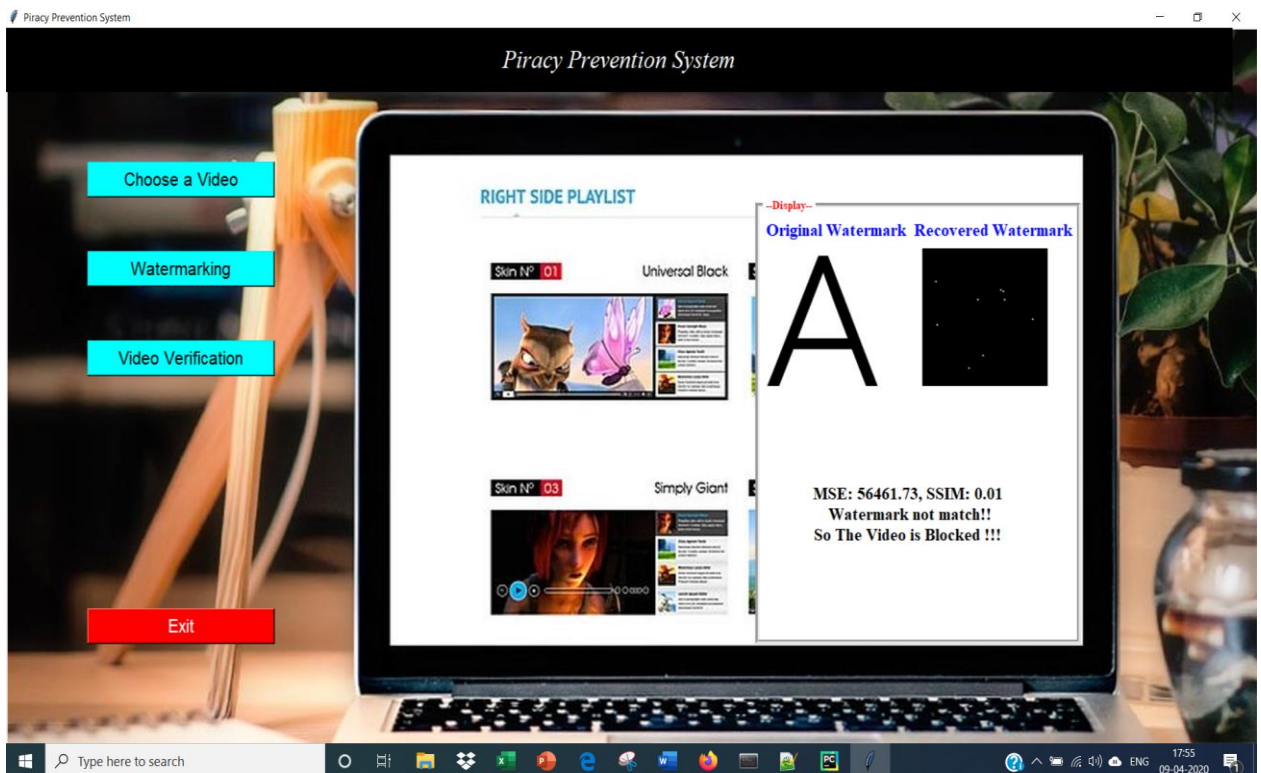 Piracy Prevention System
Piracy Prevention System
Choose a Video
Watermarking
Video Verification
Exit
RIGHT SIDE PLAYLIST
Skin Nº 01 Universal Black
Skin Nº 03 Simply Giant
--Display--
Original Watermark Recovered Watermark
A
MSE: 56461.73, SSIM: 0.01
Watermark not match!!
So The Video is Blocked !!!
Type here to search
ENG
17:55
09-04-2020